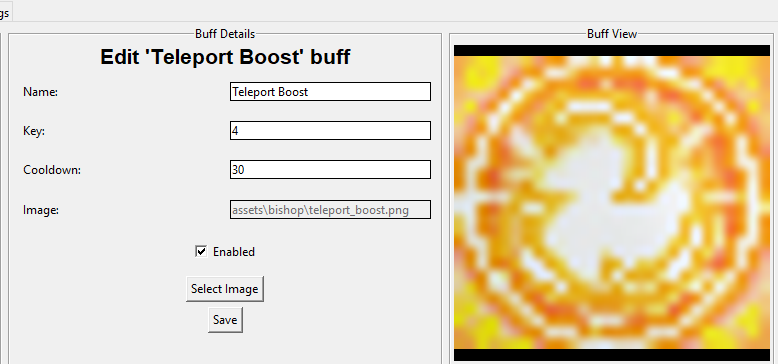 gs
Buff Details
Buff View
Edit 'Teleport Boost' buff
Name:
Teleport Boost
Key:
4
Cooldown:
30
Image:
assets\bishop\teleport_boost.png
Enabled
Select Image
Save